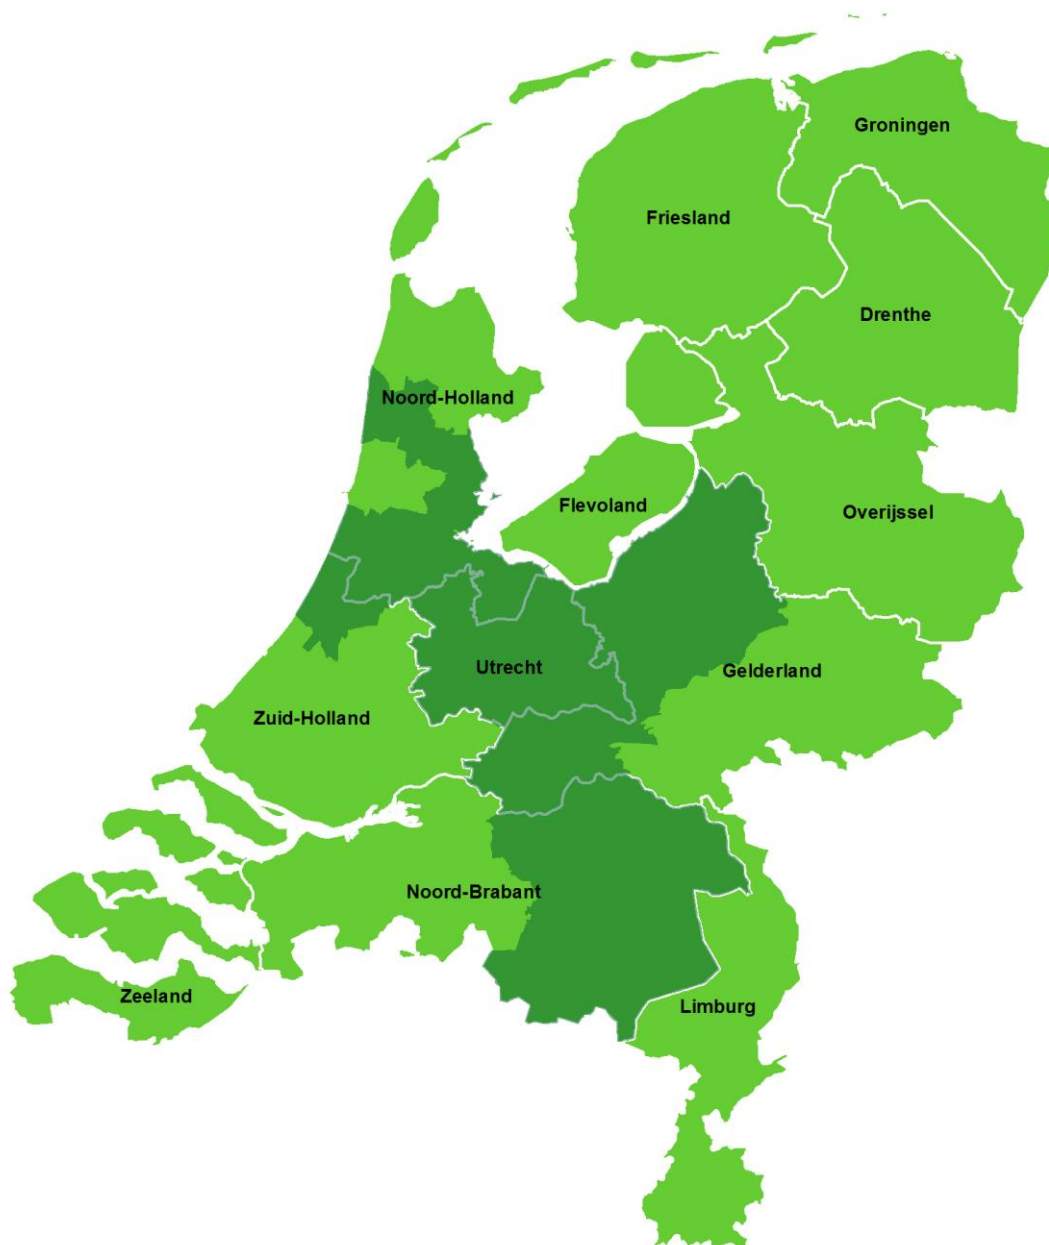 Groningen
Friesland
Drenthe
Noord-Holland
Flevoland
Overijssel
Utrecht
Gelderland
Zuid-Holland
Noord-Brabant
Zeeland
Limburg